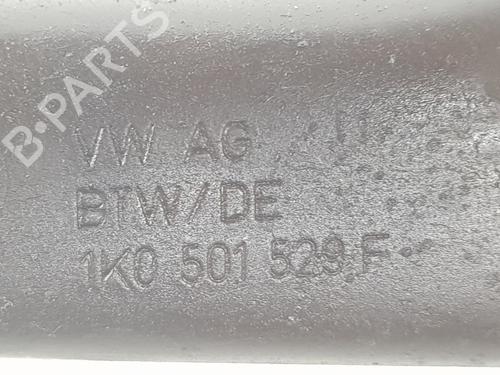 B-PARTS
VW AG
BTW/DE
1K0 501 529 F